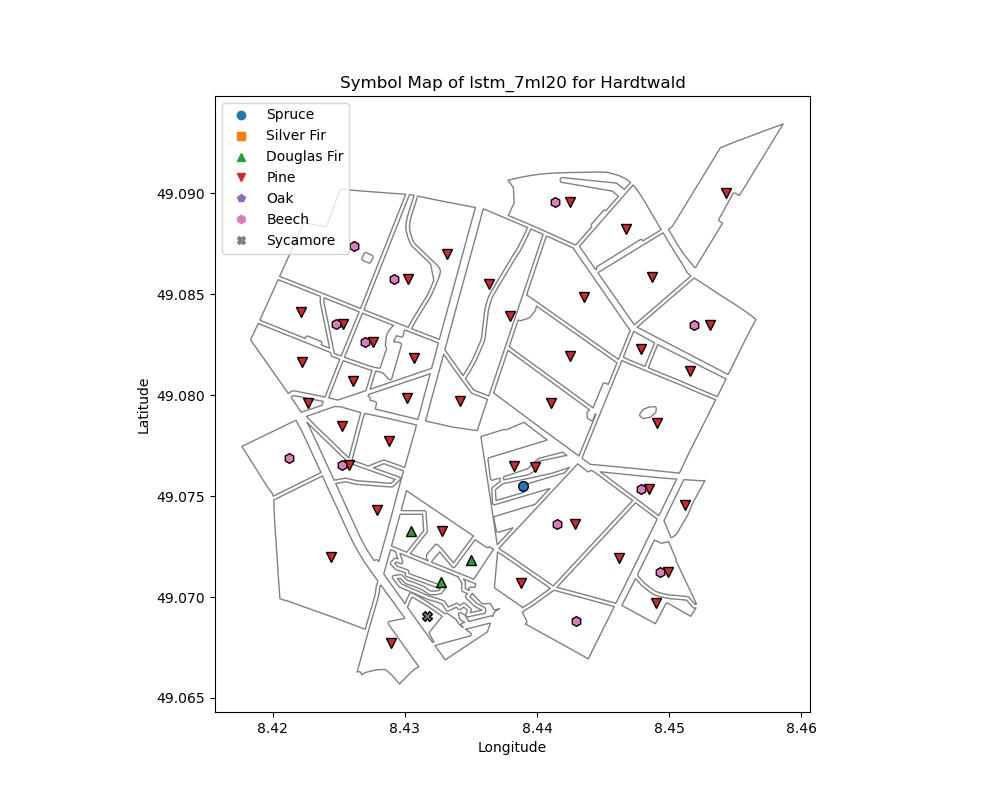 Symbol Map of lstm_7ml20 for Hardtwald
Spruce
Silver Fir
Douglas Fir
Pine
Oak
Beech
Sycamore
49.090
49.085
49.080
49.075
49.070
49.065
Latitude
8.42 8.43 8.44 8.45 8.46
Longitude